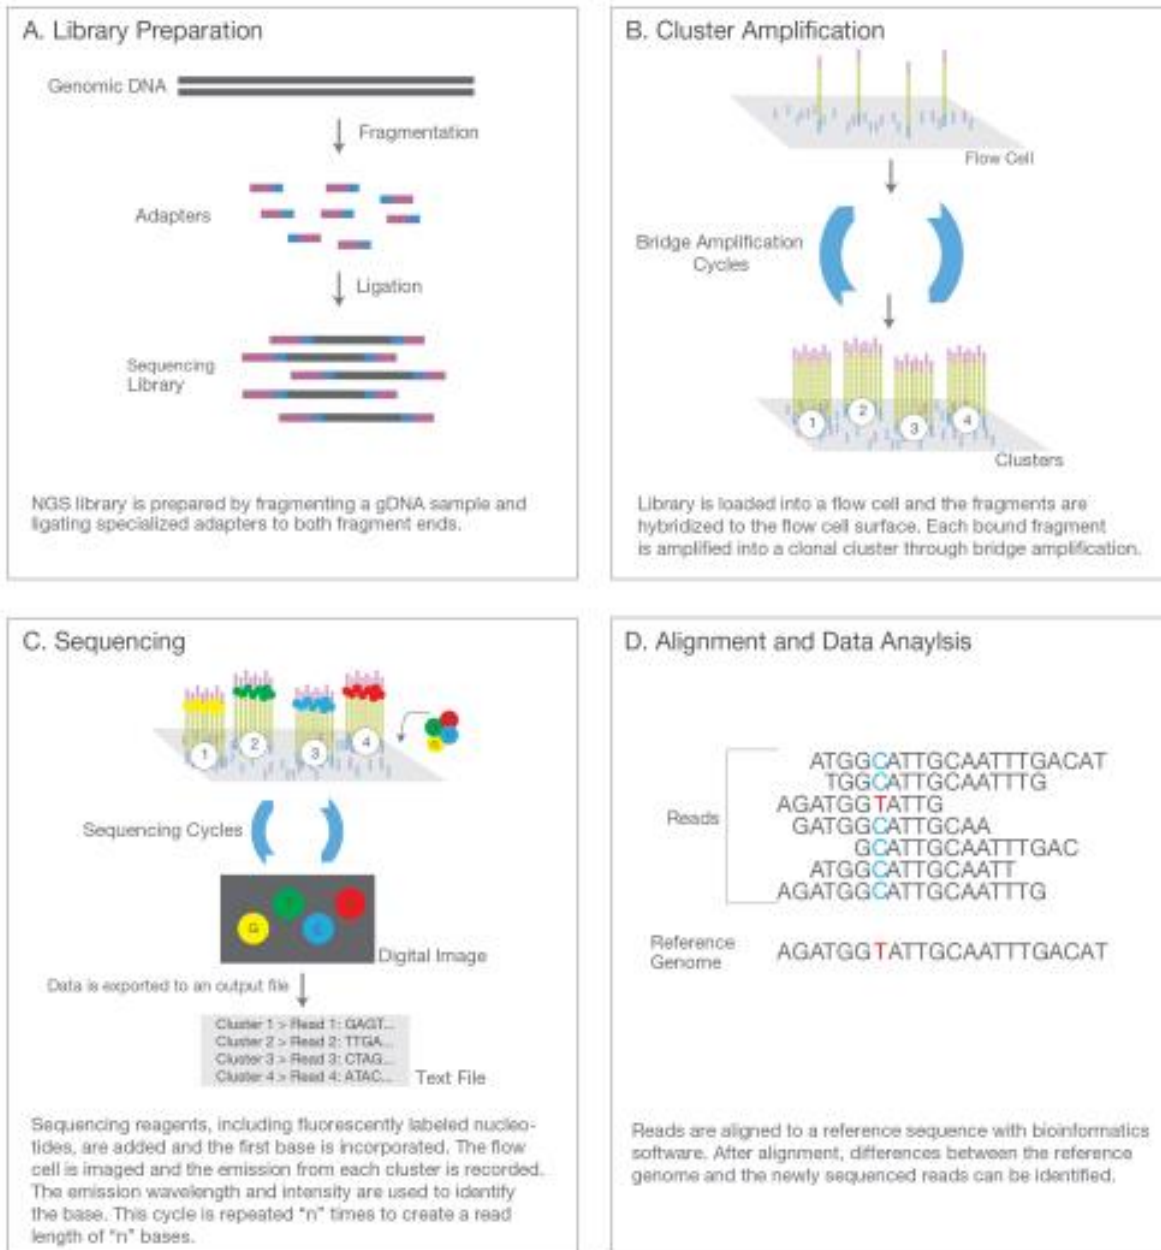 A. Library Preparation
Genomic DNA
Fragmentation
Adapters
Ligation
Sequencing
Library
NGS library is prepared by fragmenting a gDNA sample and
ligating specialized adapters to both fragment ends.
B. Cluster Amplification
Flow Cell
Bridge Amplification
Cycles
1
2
3
4
Clusters
Library is loaded into a flow cell and the fragments are
hybridized to the flow cell surface. Each bound fragment
is amplified into a clonal cluster through bridge amplification.
C. Sequencing
1
2
3
4
Sequencing Cycles
G
Digital Image
Data is exported to an output file
Cluster 1 > Read 1: GAGT...
Cluster 2 > Read 2: TTGA...
Cluster 3 > Read 3: CTAG...
Cluster 4 > Read 4: ATAC...
Text File
Sequencing reagents, including fluorescently labeled nucleo-
tides, are added and the first base is incorporated. The flow
cell is imaged and the emission from each cluster is recorded.
The emission wavelength and intensity are used to identify
the base. This cycle is repeated “n” times to create a read
length of “n” bases.
D. Alignment and Data Anaylsis
Reads
ATGGCATTGCAATTTGACAT
TGGCATTGCAATTTG
AGATGGTATTG
GATGGCATTGCAA
GCATTGCAATTTGAC
ATGGCATTGCAATT
AGATGGCATTGCAATTTG
Reference
Genome
AGATGGTATTGCAATTTGACAT
Reads are aligned to a reference sequence with bioinformatics
software. After alignment, differences between the reference
genome and the newly sequenced reads can be identified.